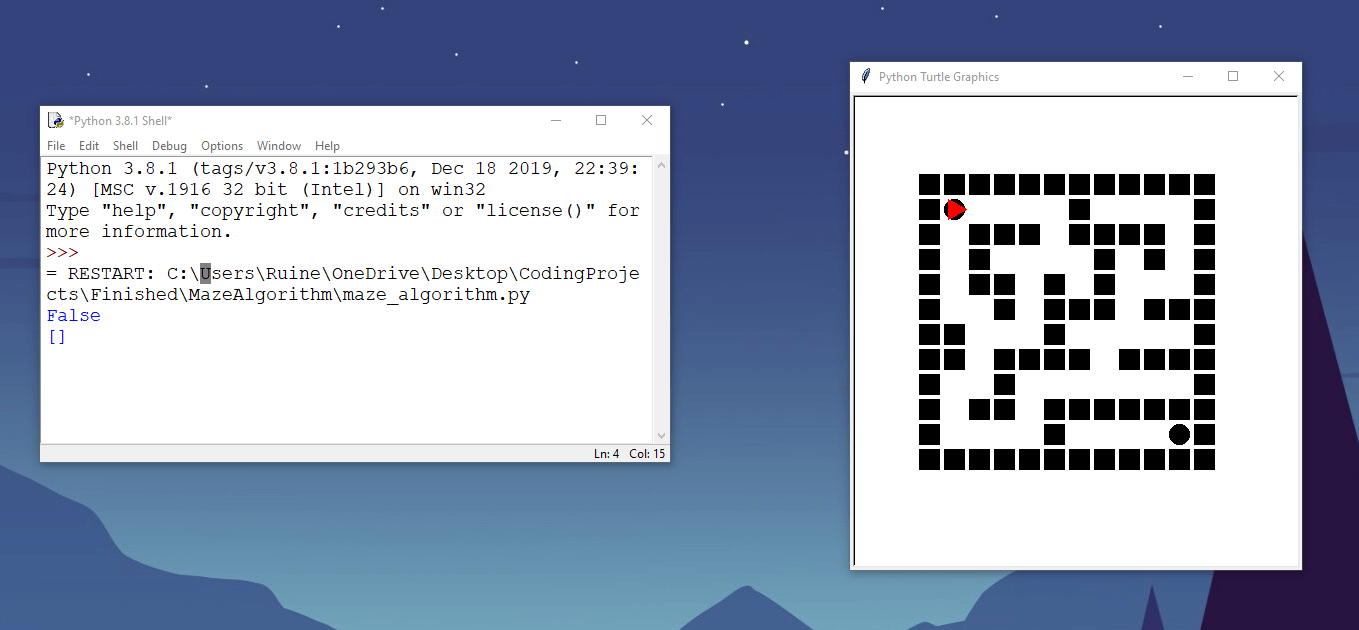 *Python 3.8.1 Shell*
File Edit Shell Debug Options Window Help
Python 3.8.1 (tags/v3.8.1:1b293b6, Dec 18 2019, 22:39:
24) [MSC v.1916 32 bit (Intel)] on win32
Type "help", "copyright", "credits" or "license()" for
more information.
>>>
= RESTART: C:\Users\Ruine\OneDrive\Desktop\CodingProje
cts\Finished\MazeAlgorithm\maze_algorithm.py
False
[]
Ln: 4 Col: 15
Python Turtle Graphics